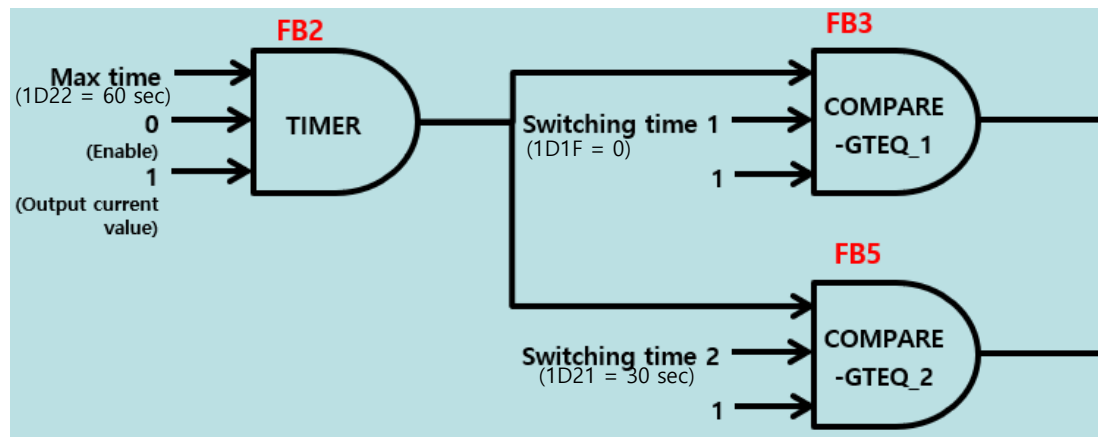 FB2
Max time
(1D22 = 60 sec)
0
(Enable)
1
(Output current
value)
TIMER
FB3
Switching time 1
(1D1F = 0)
1
COMPARE
-GTEQ_1
FB5
Switching time 2
(1D21 = 30 sec)
1
COMPARE
-GTEQ_2